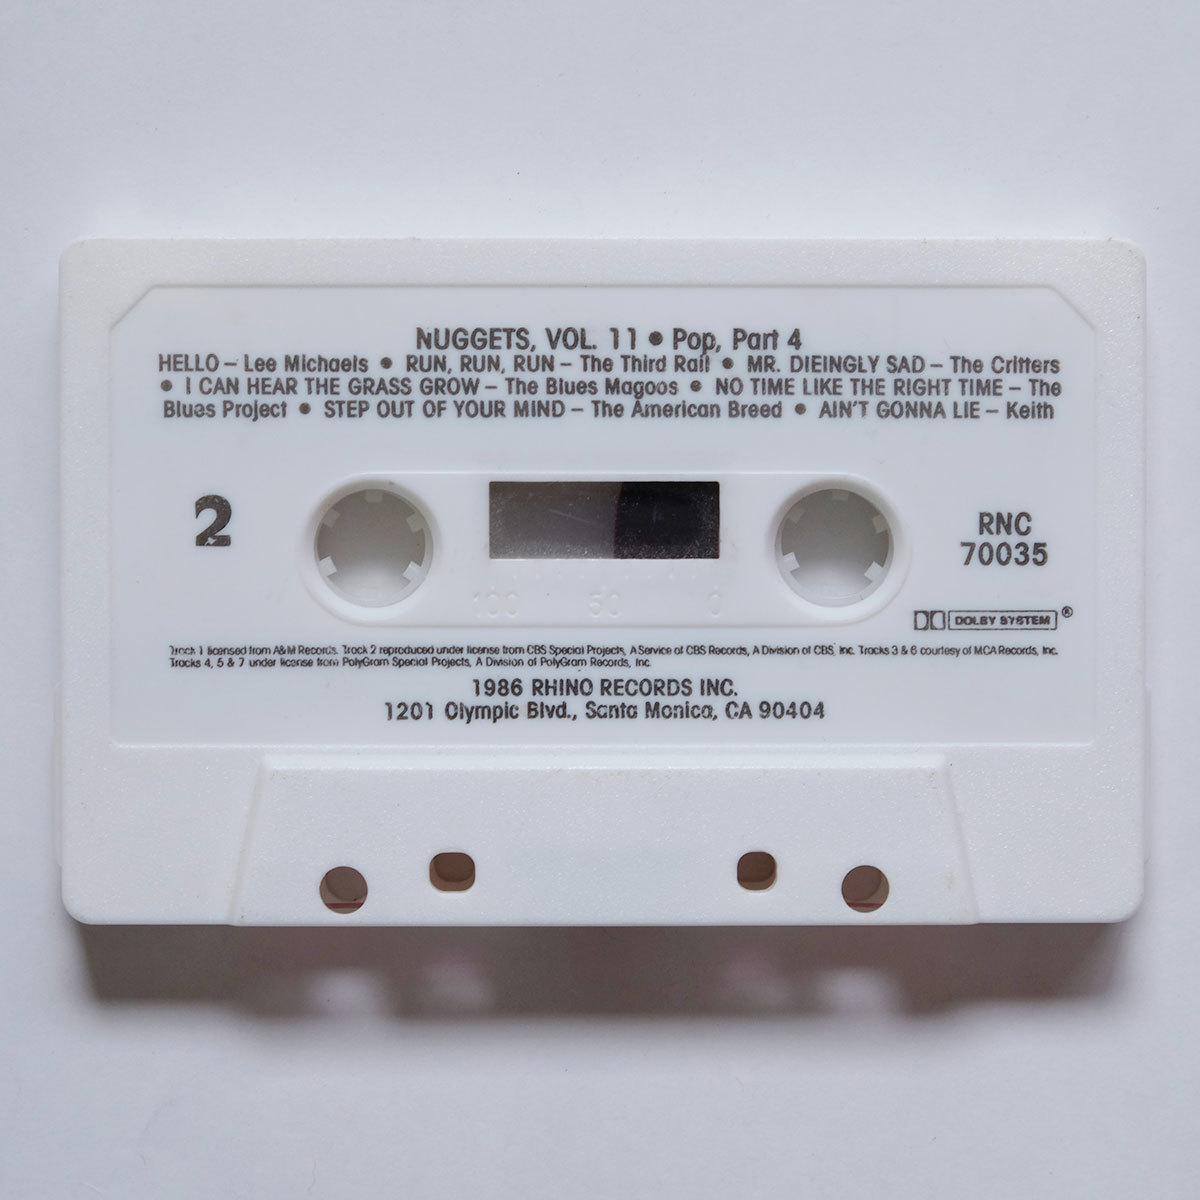 NUGGETS, VOL. 11 • Pop, Part 4
HELLO – Lee Michaels • RUN, RUN, RUN – The Third Rail • MR. DIEINGLY SAD – The Critters
• I CAN HEAR THE GRASS GROW – The Blues Magoos • NO TIME LIKE THE RIGHT TIME – The
Blues Project • STEP OUT OF YOUR MIND – The American Breed • AIN'T GONNA LIE – Keith
2
RNC
70035
100 50 0
DOLBY SYSTEM ®
Track 1 licensed from A&M Records. Track 2 reproduced under license from CBS Special Projects, A Service of CBS Records, A Division of CBS, Inc. Tracks 3 & 6 courtesy of MCA Records, Inc.
Tracks 4, 5 & 7 under license from PolyGram Special Projects, A Division of PolyGram Records, Inc.
1986 RHINO RECORDS INC.
1201 Olympic Blvd., Santa Monica, CA 90404